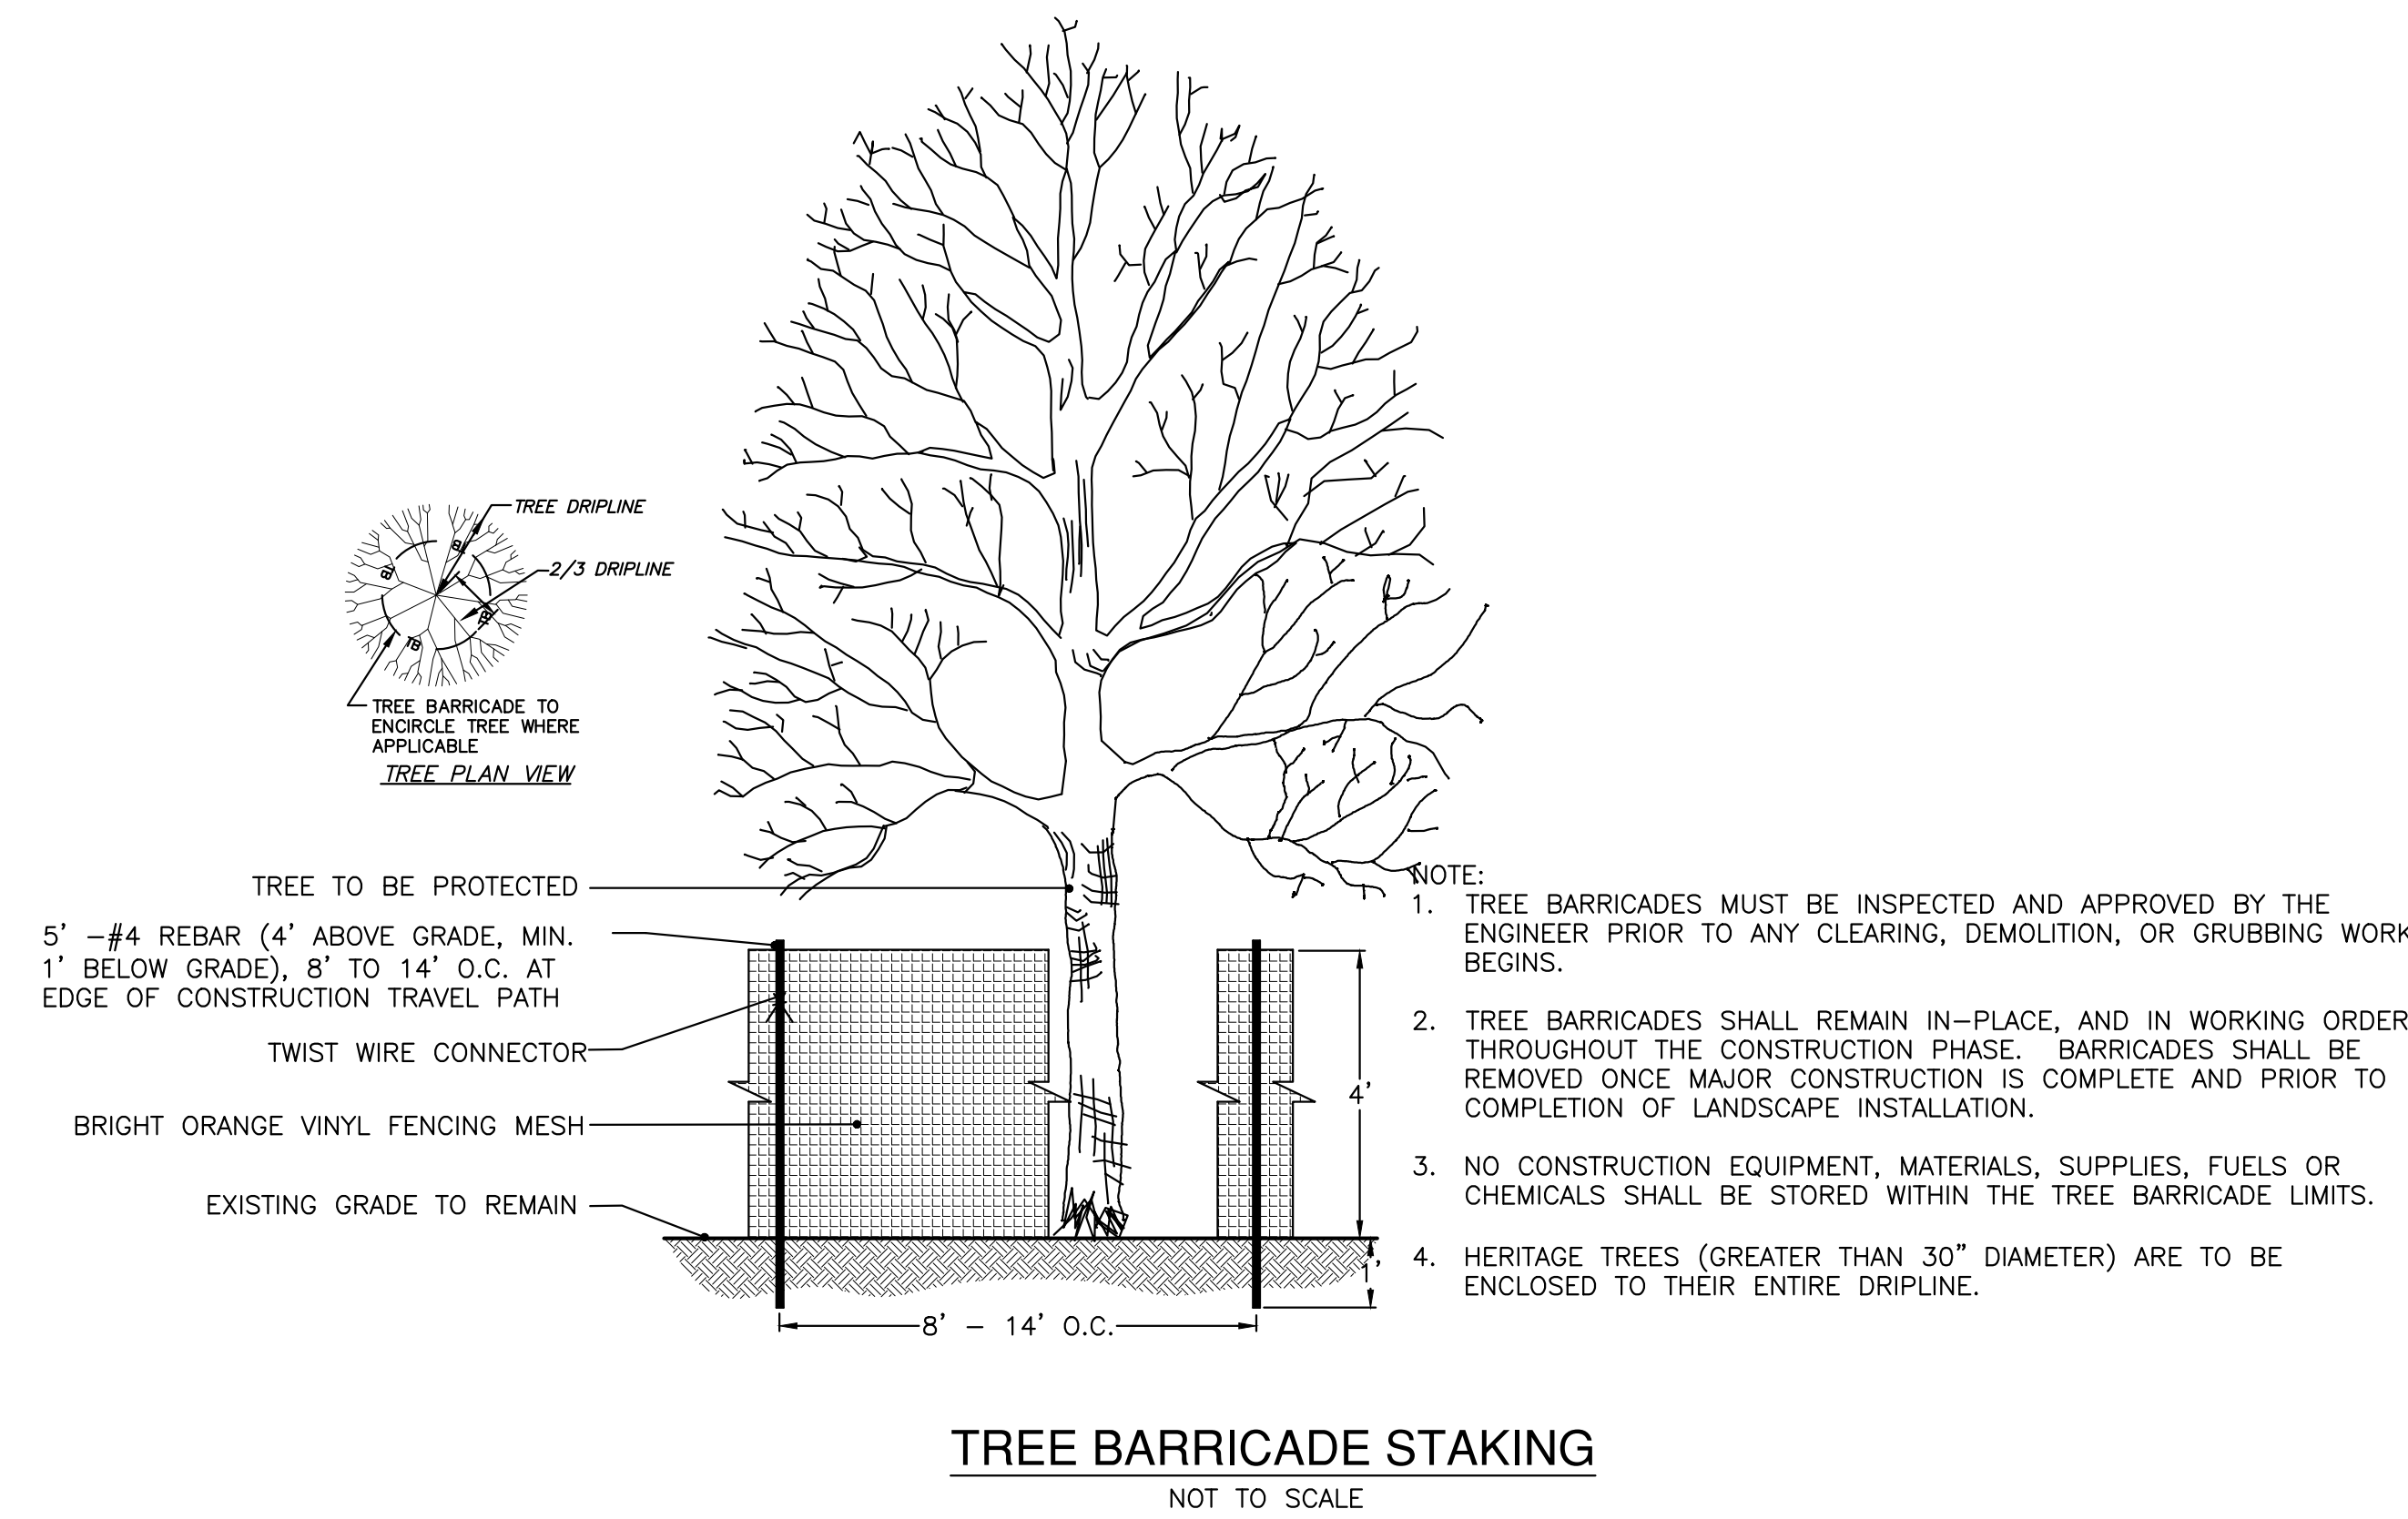 TREE DRIPLINE
TB
TB
2/3 DRIPLINE
TB
TB
TREE BARRICADE TO
ENCIRCLE TREE WHERE
APPLICABLE
TREE PLAN VIEW
TREE TO BE PROTECTED
5' -#4 REBAR (4' ABOVE GRADE, MIN.
1' BELOW GRADE), 8' TO 14' O.C. AT
EDGE OF CONSTRUCTION TRAVEL PATH
TWIST WIRE CONNECTOR
BRIGHT ORANGE VINYL FENCING MESH
EXISTING GRADE TO REMAIN
4'
1'
8' - 14' O.C.
NOTE:
1. TREE BARRICADES MUST BE INSPECTED AND APPROVED BY THE
ENGINEER PRIOR TO ANY CLEARING, DEMOLITION, OR GRUBBING WORK
BEGINS.
2. TREE BARRICADES SHALL REMAIN IN-PLACE, AND IN WORKING ORDER
THROUGHOUT THE CONSTRUCTION PHASE. BARRICADES SHALL BE
REMOVED ONCE MAJOR CONSTRUCTION IS COMPLETE AND PRIOR TO
COMPLETION OF LANDSCAPE INSTALLATION.
3. NO CONSTRUCTION EQUIPMENT, MATERIALS, SUPPLIES, FUELS OR
CHEMICALS SHALL BE STORED WITHIN THE TREE BARRICADE LIMITS.
4. HERITAGE TREES (GREATER THAN 30" DIAMETER) ARE TO BE
ENCLOSED TO THEIR ENTIRE DRIPLINE.
TREE BARRICADE STAKING
NOT TO SCALE